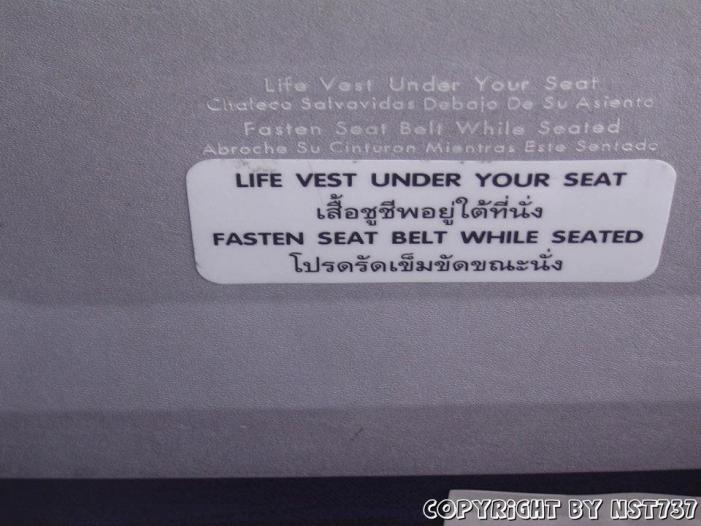 Life Vest Under Your Seat
Chaleco Salvavidas Debajo De Su Asiento
Fasten Seat Belt While Seated
Abroche Su Cinturon Mientras Este Sentado
LIFE VEST UNDER YOUR SEAT
เสื้อชูชีพอยู่ใต้ที่นั่ง
FASTEN SEAT BELT WHILE SEATED
โปรดรัดเข็มขัดขณะนั่ง
COPYRIGHT BY NST737